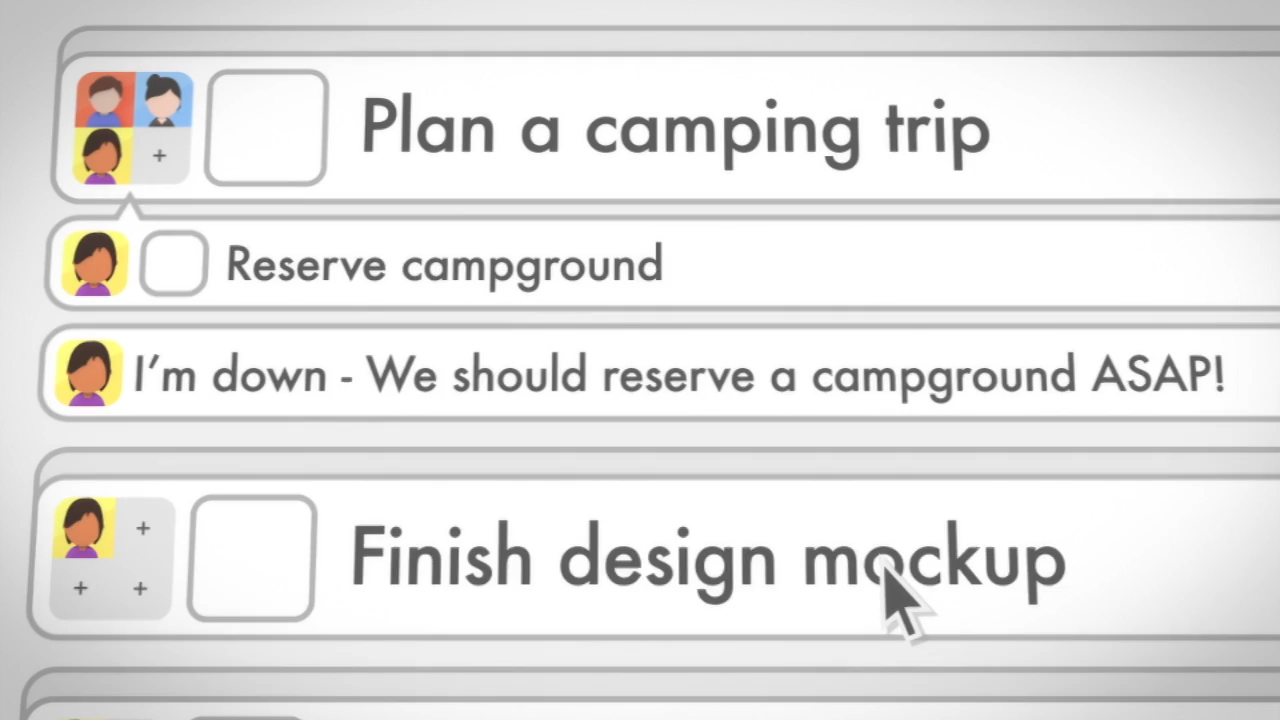 Plan a camping trip
+
Reserve campground
I'm down - We should reserve a campground ASAP!
+
+ +
Finish design mockup